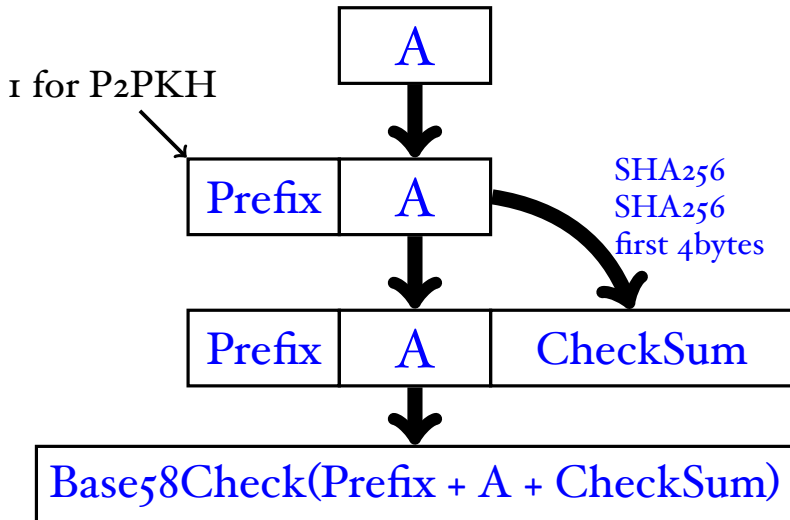 A
1 for P2PKH
Prefix A
SHA256
SHA256
first 4bytes
Prefix A CheckSum
Base58Check(Prefix + A + CheckSum)